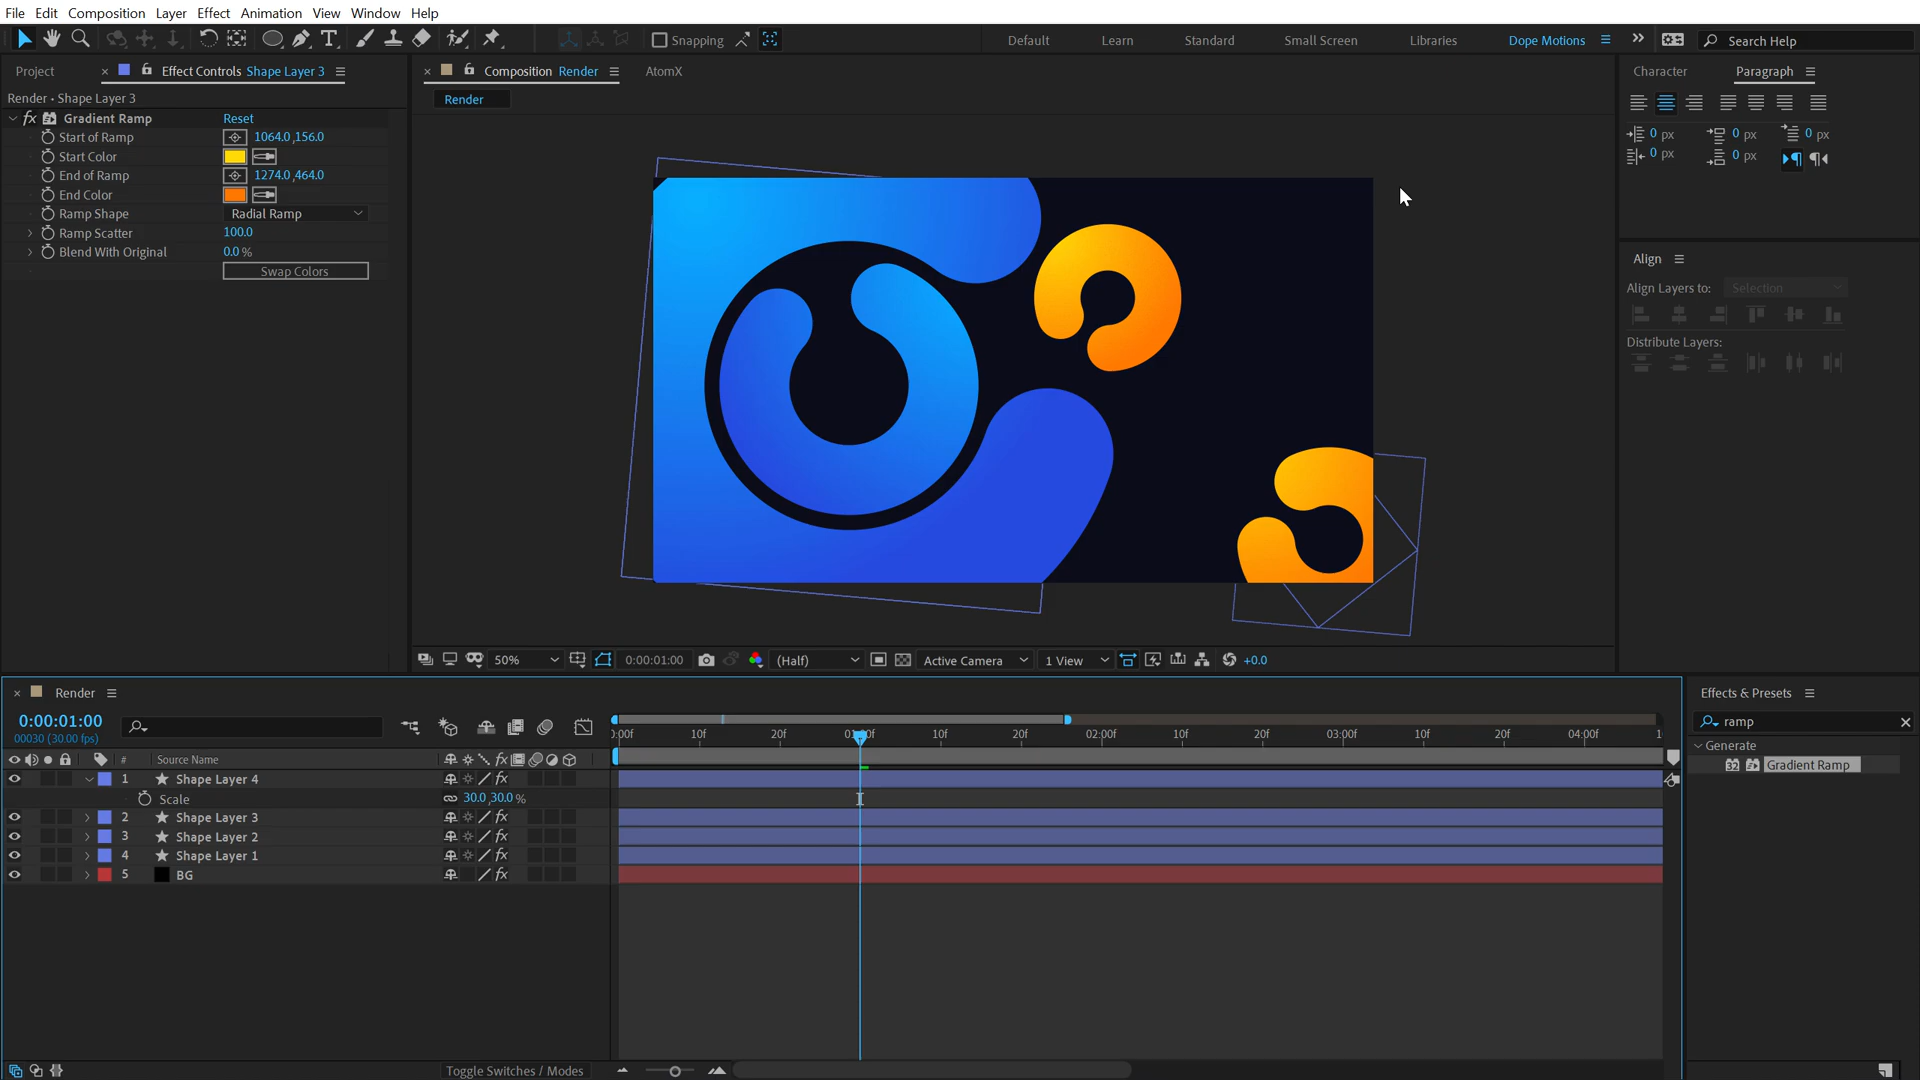 File Edit Composition Layer Effect Animation View Window Help
Snapping
Default Learn Standard Small Screen Libraries Dope Motions
Search Help
Project
Effect Controls Shape Layer 3
Composition Render
AtomX
Character Paragraph
Render • Shape Layer 3
Render
fx Gradient Ramp Reset
Start of Ramp 1064.0,156.0
Start Color
End of Ramp 1274.0,464.0
End Color
Ramp Shape Radial Ramp
Ramp Scatter 100.0
Blend With Original 0.0 %
Swap Colors
0 px 0 px 0 px
0 px 0 px
Align
Align Layers to: Selection
Distribute Layers:
50% 0:00:01:00 (Half) Active Camera 1 View +0.0
Render
Effects & Presets
0:00:01:00
00030 (30.00 fps)
ramp
Generate
Gradient Ramp
10f 20f 10f 20f 02:00f 10f 20f 03:00f 10f 20f 04:00f
# Source Name
1 Shape Layer 4
Scale 30.0,30.0 %
2 Shape Layer 3
3 Shape Layer 2
4 Shape Layer 1
5 BG
Toggle Switches / Modes